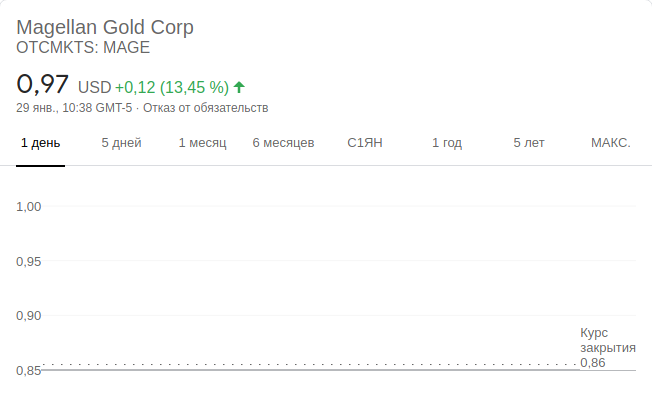 Magellan Gold Corp
OTCMKTS: MAGE
0,97 USD +0,12 (13,45 %)
29 янв., 10:38 GMT-5 · Отказ от обязательств
1 день 5 дней 1 месяц 6 месяцев С1ЯН 1 год 5 лет МАКС.
1,00
0,95
0,90
Курс
закрытия
0,86
0,85